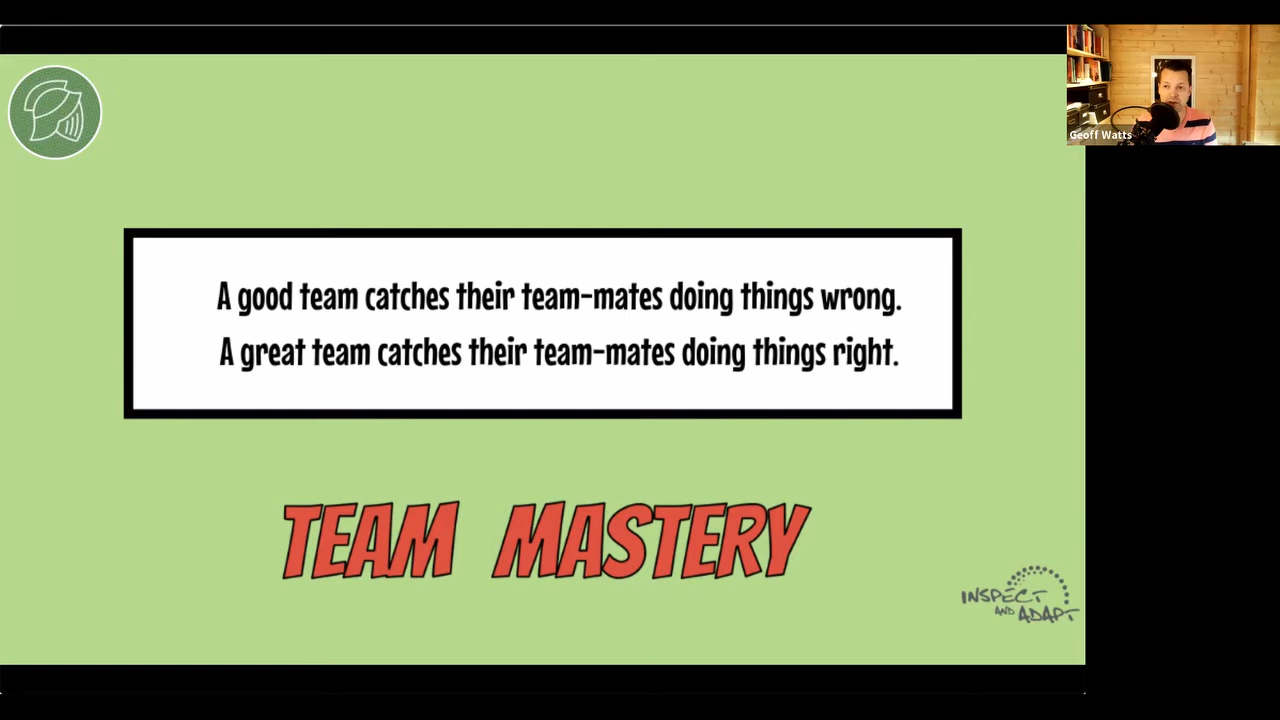 Geoff Watts
A good team catches their team-mates doing things wrong.
A great team catches their team-mates doing things right.
TEAM MASTERY
INSPECT
AND ADAPT